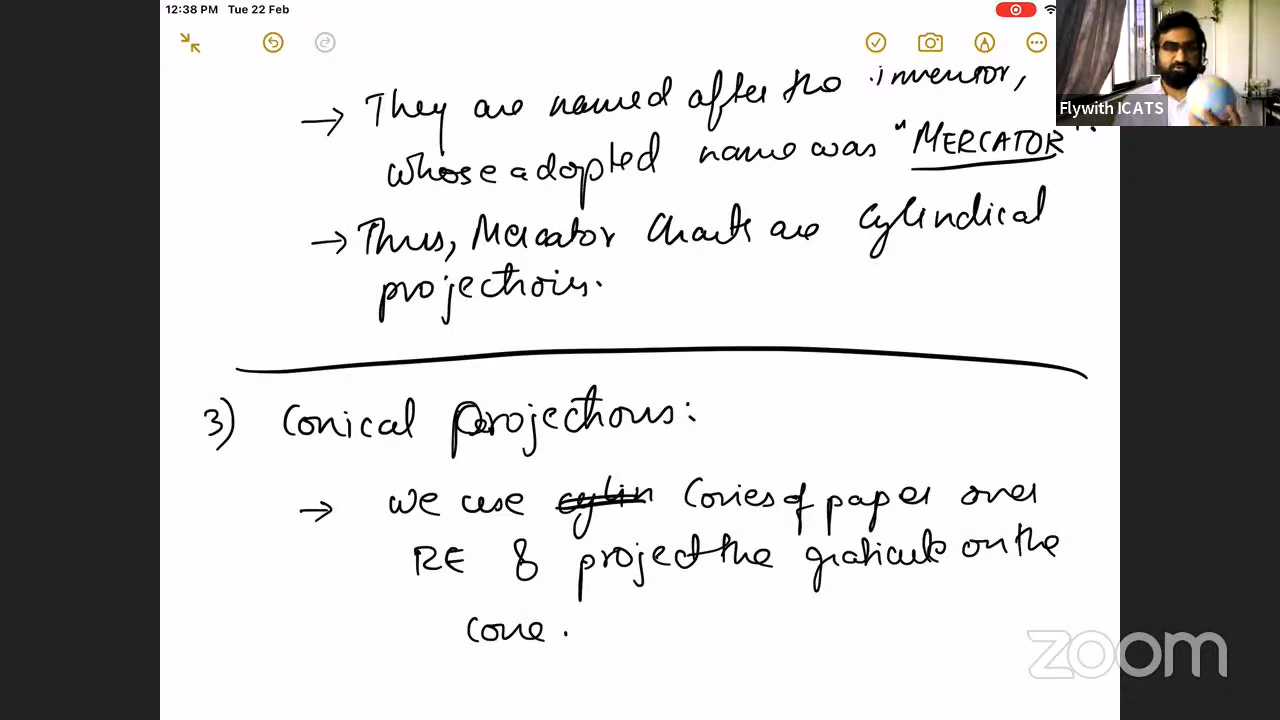 12:38 PM Tue 22 Feb
Flywith ICATS
→ They are named after the inventor,
whose adopted name was "MERCATOR".
→ Thus, Mercator Charts are Cylindical
projections.
3) Conical Projections:
→ we use cylin Cones of paper over
RE & project the graticule on the
cone.
zoom